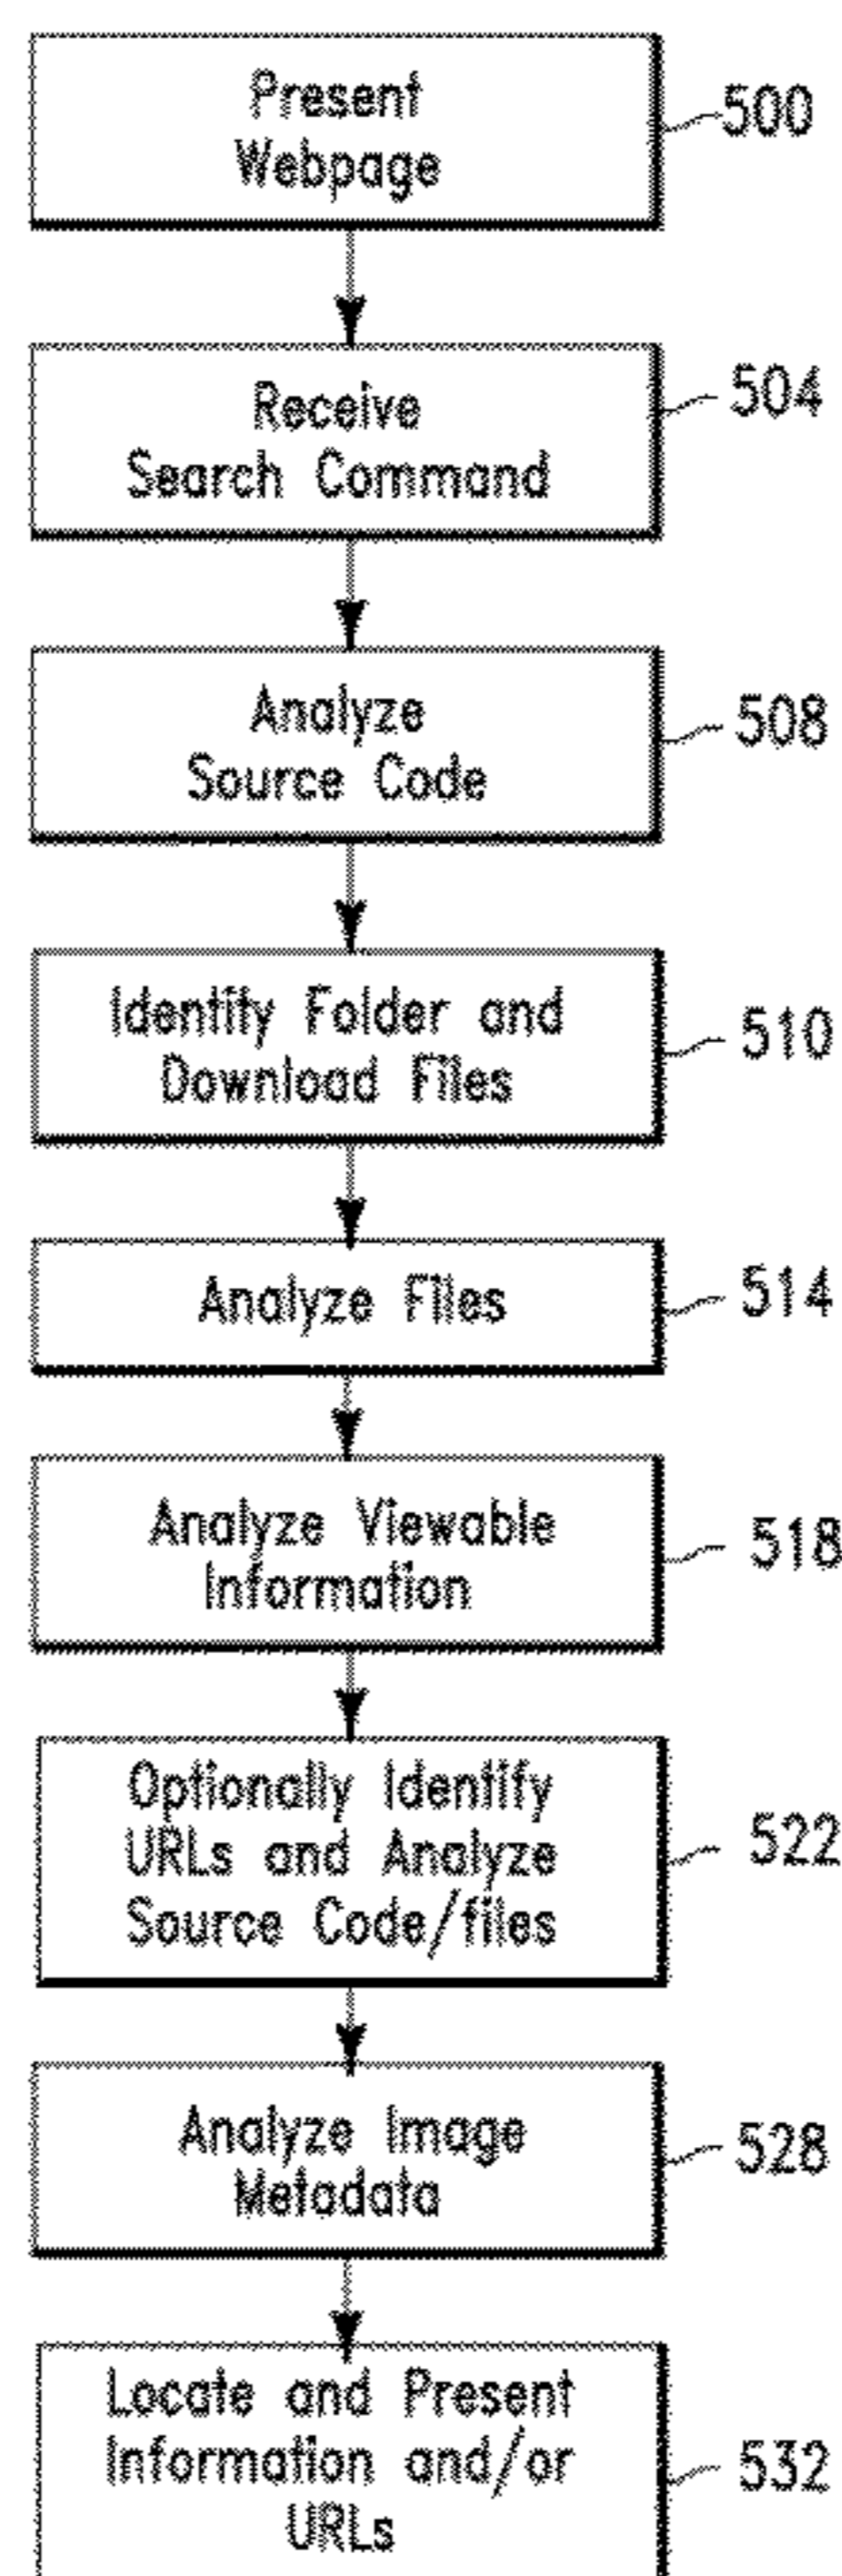 Present
Webpage
500
Receive
Search Command
504
Analyze
Source Code
508
Identify Folder and
Download Files
510
Analyze Files
514
Analyze Viewable
Information
518
Optionally Identify
URLs and Analyze
Source Code/files
522
Analyze Image
Metadata
528
Locate and Present
Information and/or
URLs
532